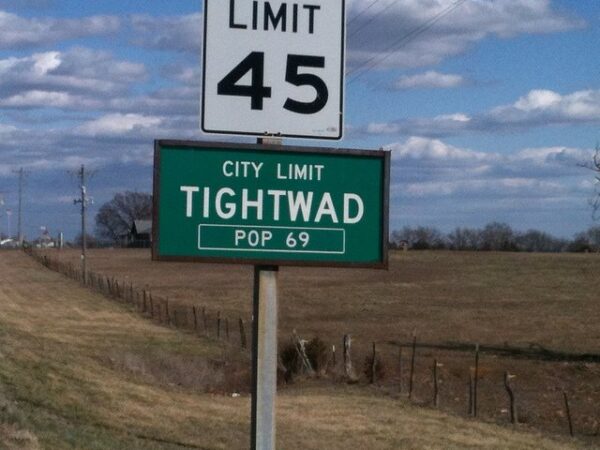 LIMIT
45
CITY LIMIT
TIGHTWAD
POP 69